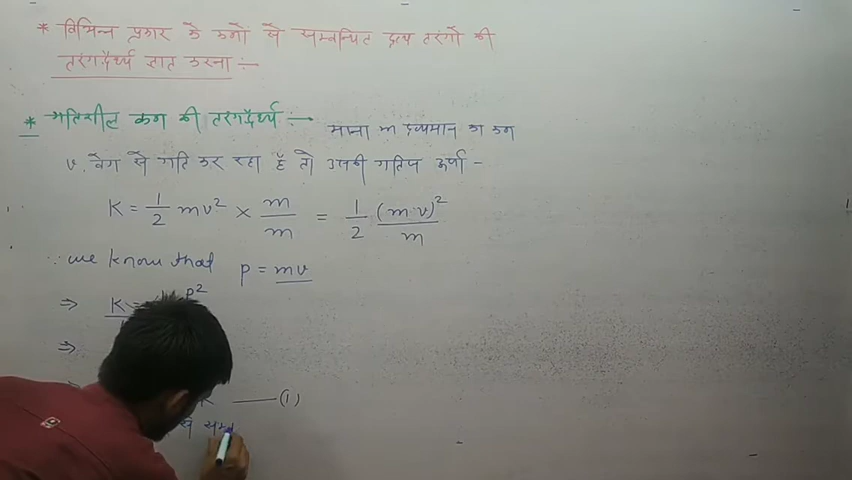 * विभिन्न प्रकार के कणों से सम्बन्धित द्रव्य तरंगों की
तरंगदैर्ध्य ज्ञात करना :-
* गतिशील कण की तरंगदैर्ध्य :→ माना m द्रव्यमान का कण
v वेग से गति कर रहा है तो उसकी गतिज ऊर्जा -
K = 1/2 mv² × m/m = 1/2 (m·v)²/m
∵ we know that p = mv
⇒ K = p²
⇒
K ——(1)
से सम्ब